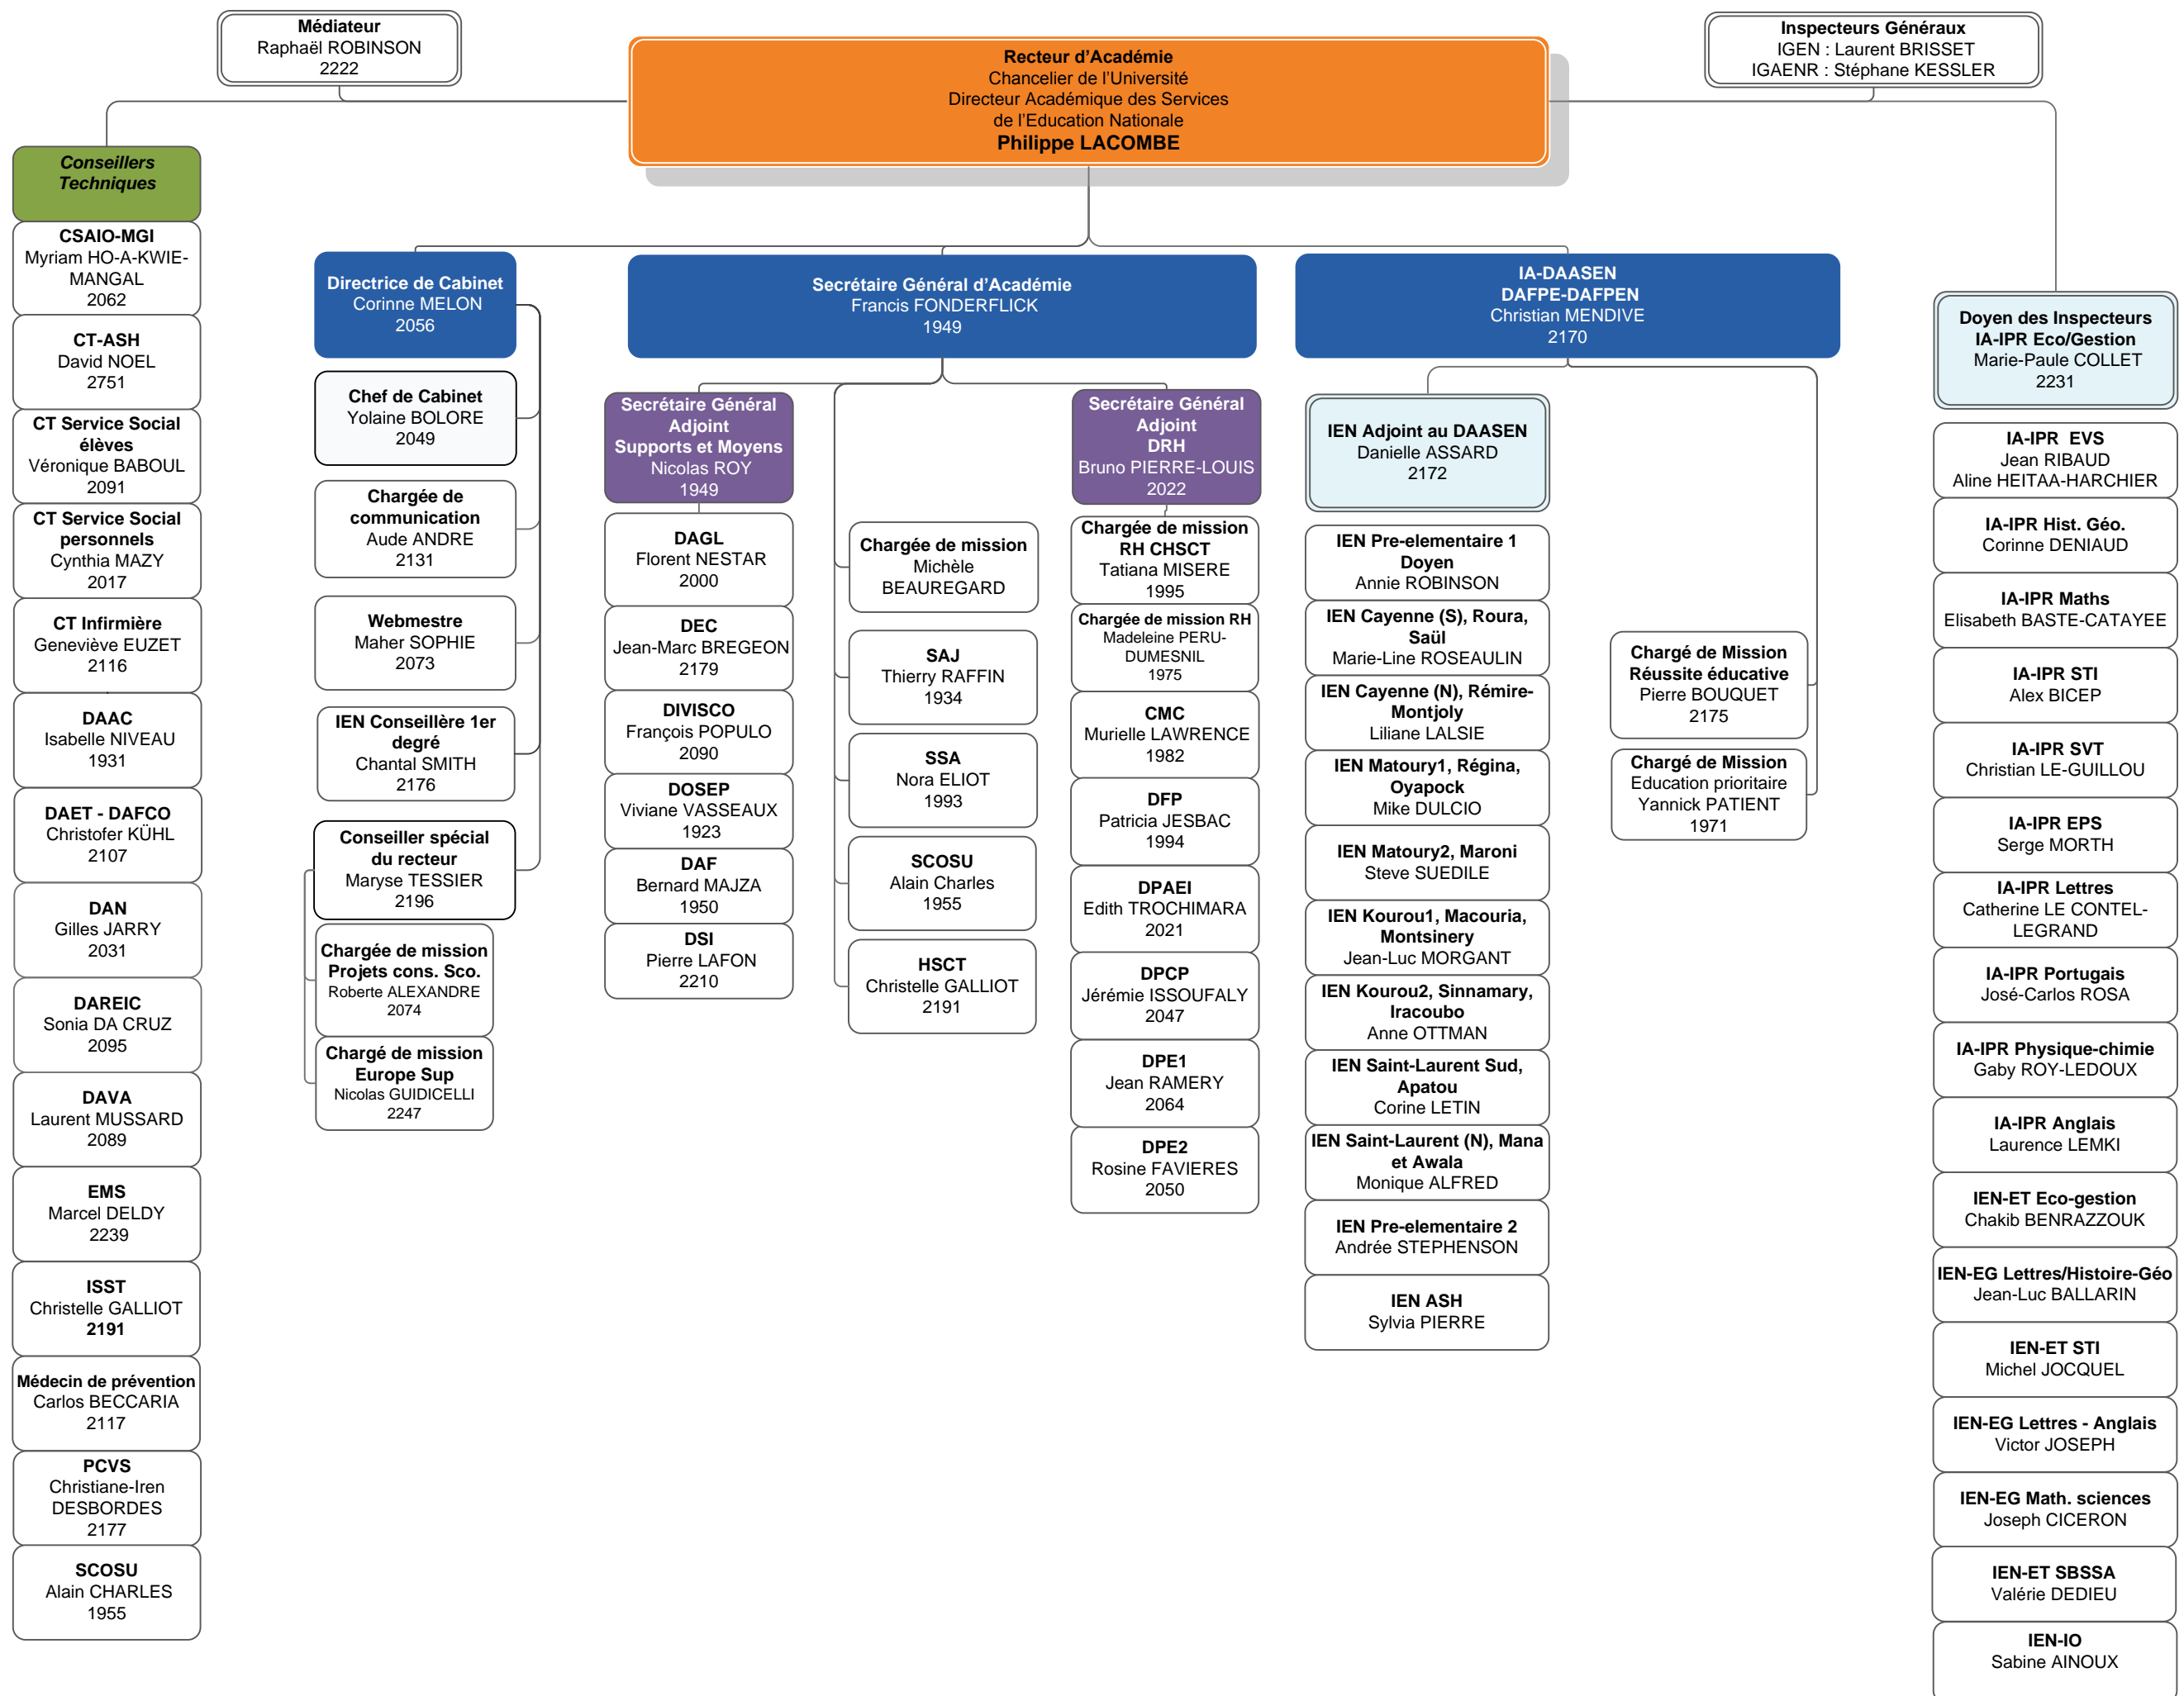 Médiateur
Raphaël ROBINSON
2222
Recteur d'Académie
Chancelier de l'Université
Directeur Académique des Services
de l'Education Nationale
Philippe LACOMBE
Inspecteurs Généraux
IGEN : Laurent BRISSET
IGAENR : Stéphane KESSLER
Conseillers
Techniques
CSAIO-MGI
Myriam HO-A-KWIE-
MANGAL
2062
CT-ASH
David NOEL
2751
CT Service Social
élèves
Véronique BABOUL
2091
CT Service Social
personnels
Cynthia MAZY
2017
CT Infirmière
Geneviève EUZET
2116
DAAC
Isabelle NIVEAU
1931
DAET - DAFCO
Christofer KÜHL
2107
DAN
Gilles JARRY
2031
DAREIC
Sonia DA CRUZ
2095
DAVA
Laurent MUSSARD
2089
EMS
Marcel DELDY
2239
ISST
Christelle GALLIOT
2191
Médecin de prévention
Carlos BECCARIA
2117
PCVS
Christiane-Iren
DESBORDES
2177
SCOSU
Alain CHARLES
1955
Directrice de Cabinet
Corinne MELON
2056
Chef de Cabinet
Yolaine BOLORE
2049
Chargée de
communication
Aude ANDRE
2131
Webmestre
Maher SOPHIE
2073
IEN Conseillère 1er
degré
Chantal SMITH
2176
Conseiller spécial
du recteur
Maryse TESSIER
2196
Chargée de mission
Projets cons. Sco.
Roberte ALEXANDRE
2074
Chargé de mission
Europe Sup
Nicolas GUIDICELLI
2247
Secrétaire Général d'Académie
Francis FONDERFLICK
1949
Secrétaire Général
Adjoint
Supports et Moyens
Nicolas ROY
1949
DAGL
Florent NESTAR
2000
DEC
Jean-Marc BREGEON
2179
DIVISCO
François POPULO
2090
DOSEP
Viviane VASSEAUX
1923
DAF
Bernard MAJZA
1950
DSI
Pierre LAFON
2210
Chargée de mission
Michèle
BEAUREGARD
SAJ
Thierry RAFFIN
1934
SSA
Nora ELIOT
1993
SCOSU
Alain Charles
1955
HSCT
Christelle GALLIOT
2191
Secrétaire Général
Adjoint
DRH
Bruno PIERRE-LOUIS
2022
Chargée de mission
RH CHSCT
Tatiana MISERE
1995
Chargée de mission RH
Madeleine PERU-
DUMESNIL
1975
CMC
Murielle LAWRENCE
1982
DFP
Patricia JESBAC
1994
DPAEI
Edith TROCHIMARA
2021
DPCP
Jérémie ISSOUFALY
2047
DPE1
Jean RAMERY
2064
DPE2
Rosine FAVIERES
2050
IA-DAASEN
DAFPE-DAFPEN
Christian MENDIVE
2170
IEN Adjoint au DAASEN
Danielle ASSARD
2172
IEN Pre-elementaire 1
Doyen
Annie ROBINSON
IEN Cayenne (S), Roura,
Saül
Marie-Line ROSEAULIN
IEN Cayenne (N), Rémire-
Montjoly
Liliane LALSIE
IEN Matoury1, Régina,
Oyapock
Mike DULCIO
IEN Matoury2, Maroni
Steve SUEDILE
IEN Kourou1, Macouria,
Montsinery
Jean-Luc MORGANT
IEN Kourou2, Sinnamary,
Iracoubo
Anne OTTMAN
IEN Saint-Laurent Sud,
Apatou
Corine LETIN
IEN Saint-Laurent (N), Mana
et Awala
Monique ALFRED
IEN Pre-elementaire 2
Andrée STEPHENSON
IEN ASH
Sylvia PIERRE
Chargé de Mission
Réussite éducative
Pierre BOUQUET
2175
Chargé de Mission
Education prioritaire
Yannick PATIENT
1971
Doyen des Inspecteurs
IA-IPR Eco/Gestion
Marie-Paule COLLET
2231
IA-IPR EVS
Jean RIBAUD
Aline HEITAA-HARCHIER
IA-IPR Hist. Géo.
Corinne DENIAUD
IA-IPR Maths
Elisabeth BASTE-CATAYEE
IA-IPR STI
Alex BICEP
IA-IPR SVT
Christian LE-GUILLOU
IA-IPR EPS
Serge MORTH
IA-IPR Lettres
Catherine LE CONTEL-
LEGRAND
IA-IPR Portugais
José-Carlos ROSA
IA-IPR Physique-chimie
Gaby ROY-LEDOUX
IA-IPR Anglais
Laurence LEMKI
IEN-ET Eco-gestion
Chakib BENRAZZOUK
IEN-EG Lettres/Histoire-Géo
Jean-Luc BALLARIN
IEN-ET STI
Michel JOCQUEL
IEN-EG Lettres - Anglais
Victor JOSEPH
IEN-EG Math. sciences
Joseph CICERON
IEN-ET SBSSA
Valérie DEDIEU
IEN-IO
Sabine AINOUX